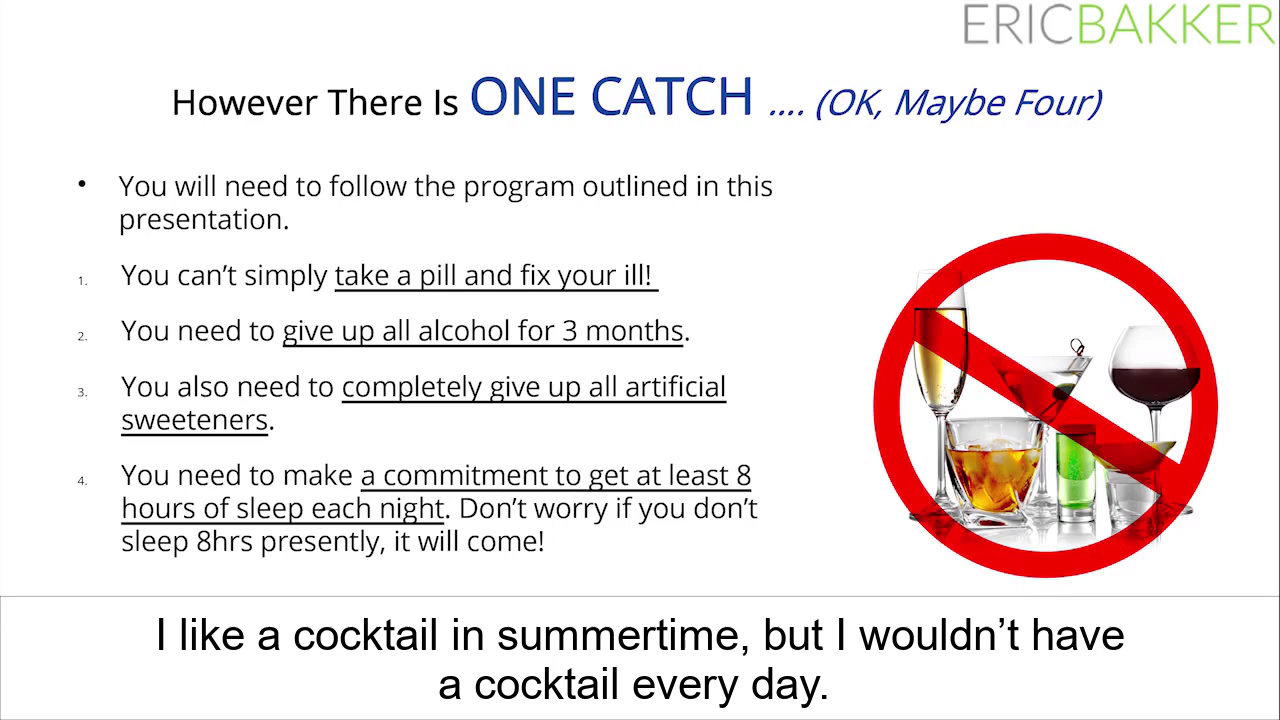 ERICBAKKER
However There Is ONE CATCH .... (OK, Maybe Four)
• You will need to follow the program outlined in this
presentation.
1. You can't simply take a pill and fix your ill!
2. You need to give up all alcohol for 3 months.
3. You also need to completely give up all artificial
sweeteners.
4. You need to make a commitment to get at least 8
hours of sleep each night. Don't worry if you don't
sleep 8hrs presently, it will come!
I like a cocktail in summertime, but I wouldn't have
a cocktail every day.